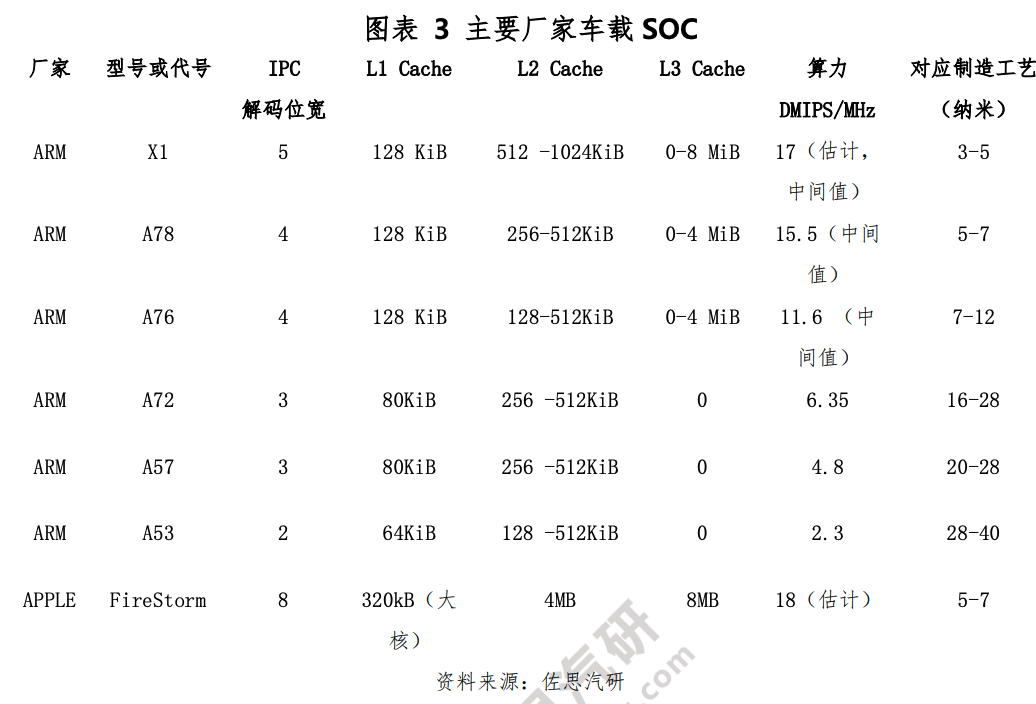 图表 3 主要厂家车载 SOC
厂家 型号或代号 IPC L1 Cache L2 Cache L3 Cache 算力 对应制造工艺
解码位宽 DMIPS/MHz （纳米）
ARM X1 5 128 KiB 512 -1024KiB 0-8 MiB 17（估计， 3-5
中间值）
ARM A78 4 128 KiB 256-512KiB 0-4 MiB 15.5（中间 5-7
值）
ARM A76 4 128 KiB 128-512KiB 0-4 MiB 11.6 （中 7-12
间值）
ARM A72 3 80KiB 256 -512KiB 0 6.35 16-28
ARM A57 3 80KiB 256 -512KiB 0 4.8 20-28
ARM A53 2 64KiB 128 -512KiB 0 2.3 28-40
APPLE FireStorm 8 320kB（大 4MB 8MB 18（估计） 5-7
核）
资料来源：佐思汽研
汽研
.com